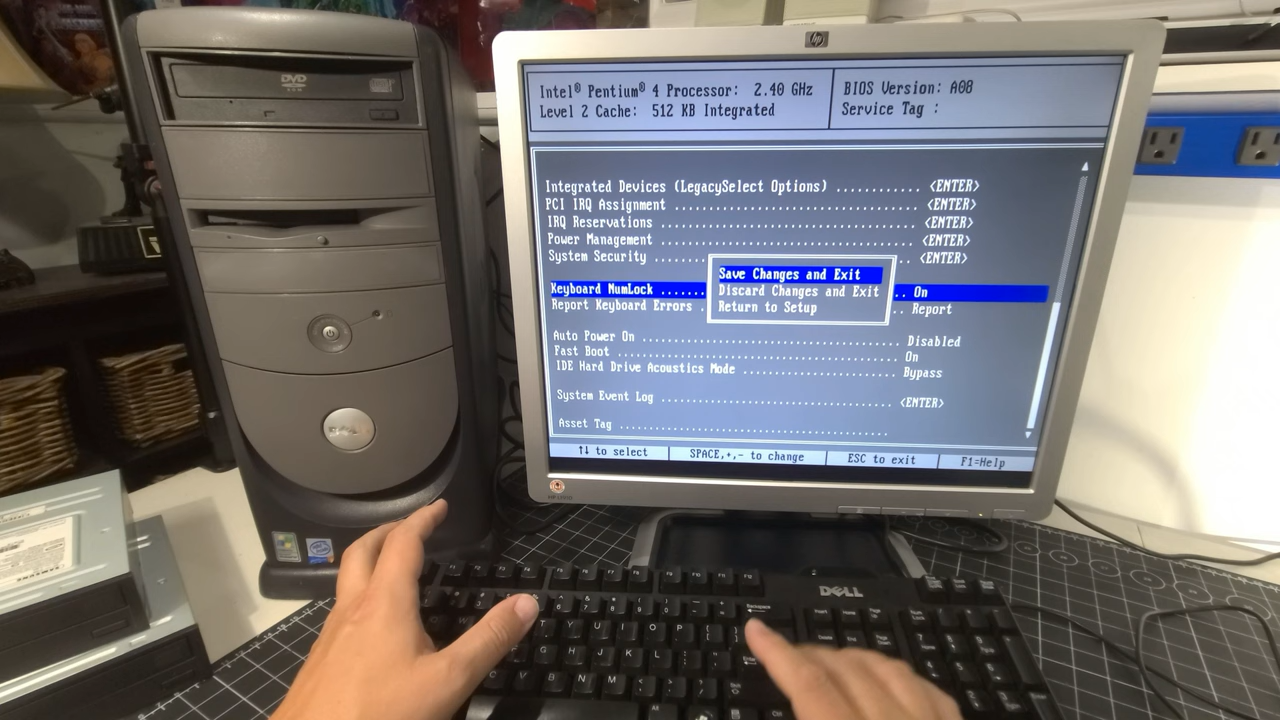 DVD
DELL
hp
Intel® Pentium® 4 Processor: 2.40 GHz
Level 2 Cache: 512 KB Integrated
BIOS Version: A08
Service Tag :
Integrated Devices (LegacySelect Options) ........... <ENTER>
PCI IRQ Assignment ................................ <ENTER>
IRQ Reservations .................................. <ENTER>
Power Management .................................. <ENTER>
System Security ....... .. <ENTER>
Keyboard NumLock ....... .. On
Report Keyboard Errors . .. Report
Save Changes and Exit
Discard Changes and Exit
Return to Setup
Auto Power On ..................................... Disabled
Fast Boot ......................................... On
IDE Hard Drive Acoustics Mode ...................... Bypass
System Event Log .................................. <ENTER>
Asset Tag ........................................
↑↓ to select
SPACE,+,- to change
ESC to exit
F1=Help
DELL
Backspace
T Y U I O P
G H J K L
C V B N M